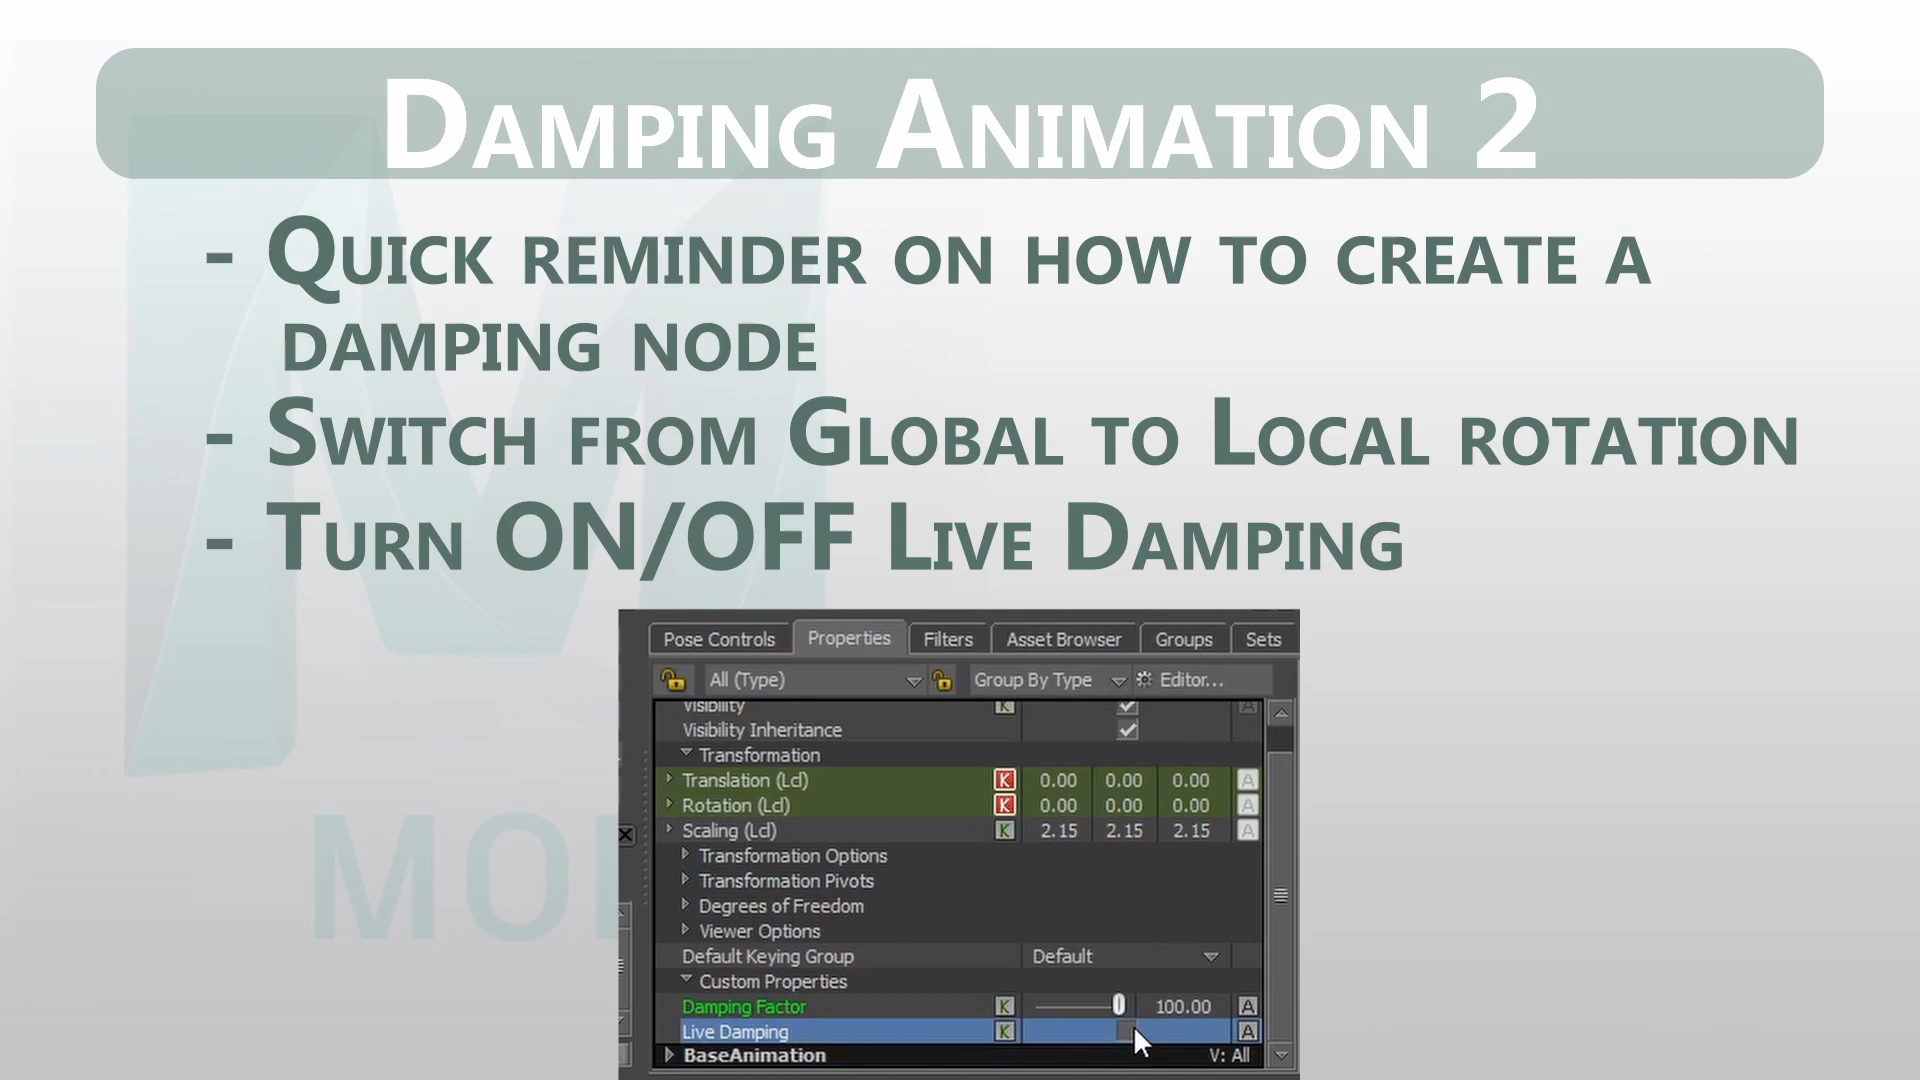 Damping Animation 2
- Quick reminder on how to create a
damping node
- Switch from Global to Local rotation
- Turn ON/OFF Live Damping
Pose Controls Properties Filters Asset Browser Groups Sets
All (Type) Group By Type Editor...
Visibility K A
Visibility Inheritance
Transformation
Translation (Lcl) K 0.00 0.00 0.00 A
Rotation (Lcl) K 0.00 0.00 0.00 A
Scaling (Lcl) K 2.15 2.15 2.15 A
Transformation Options
Transformation Pivots
Degrees of Freedom
Viewer Options
Default Keying Group Default
Custom Properties
Damping Factor K 100.00 A
Live Damping K A
BaseAnimation V: All